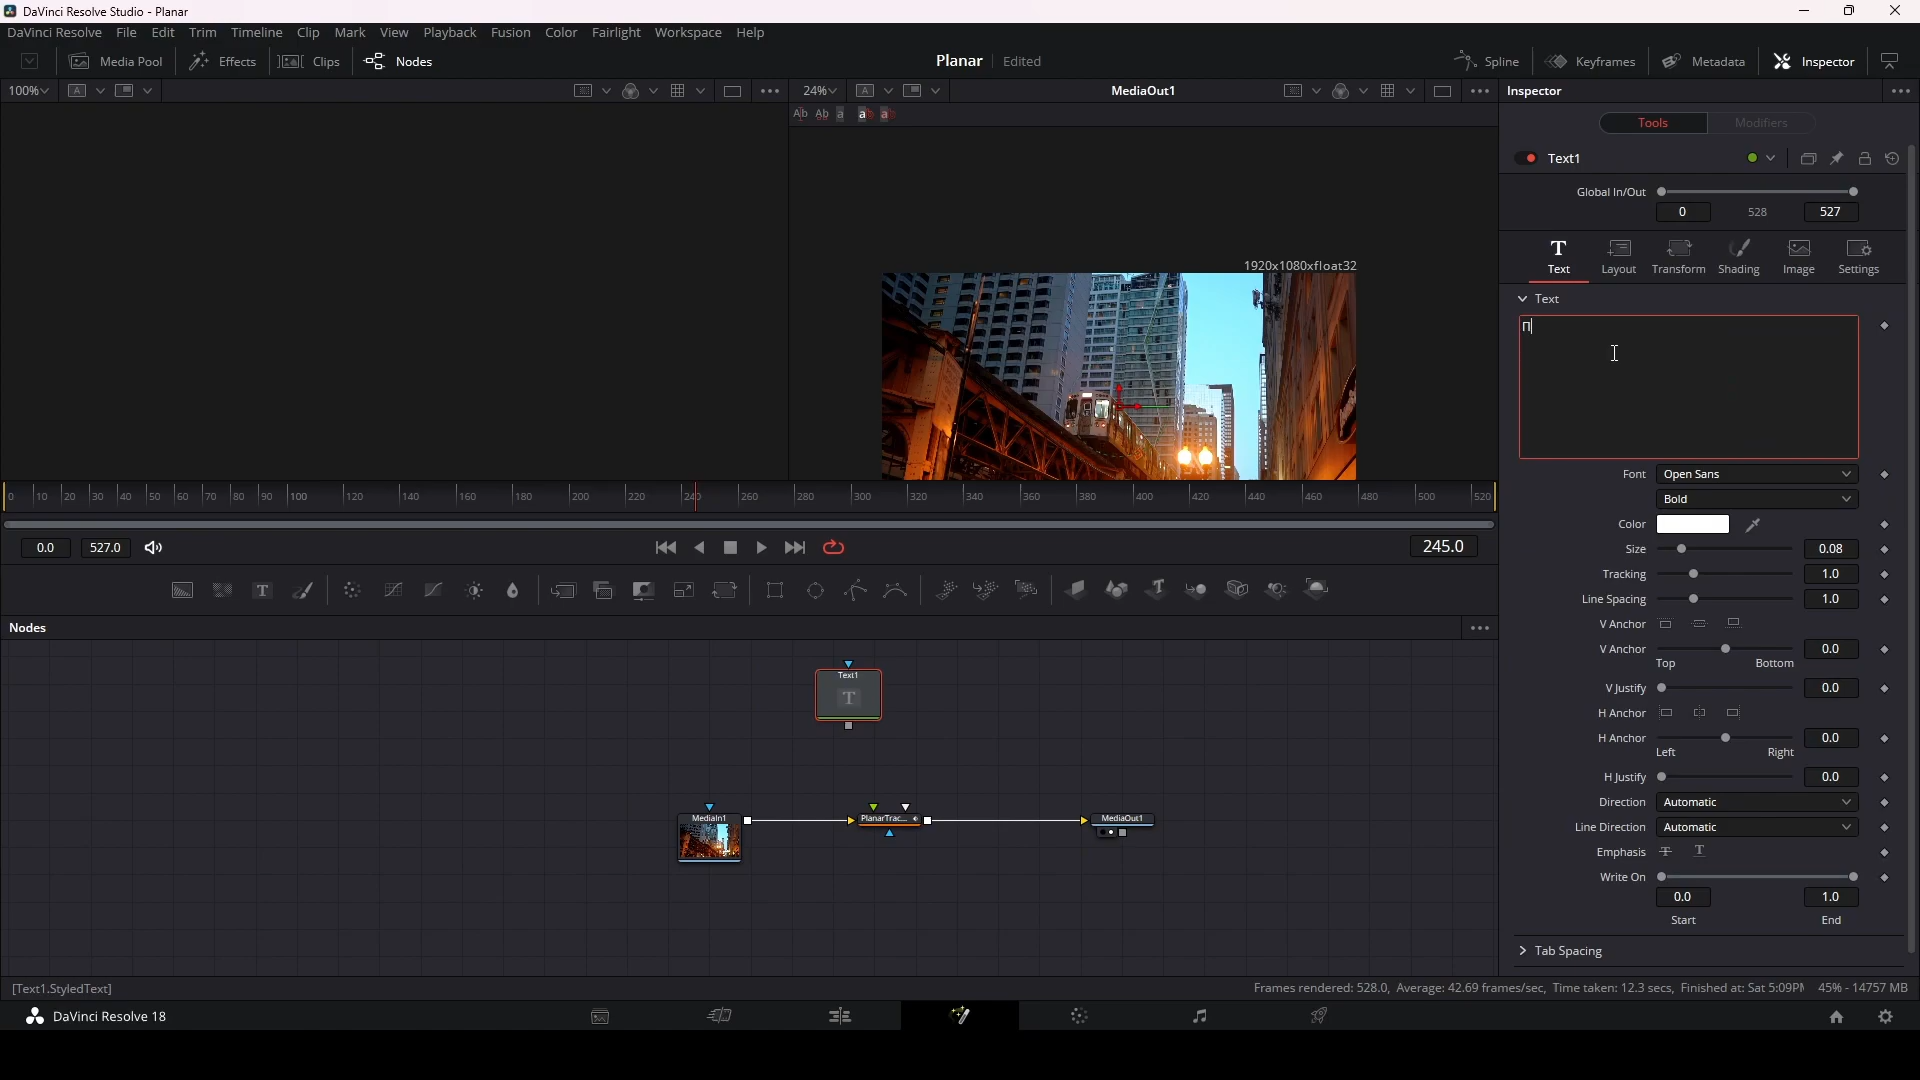 DaVinci Resolve Studio - Planar
DaVinci Resolve File Edit Trim Timeline Clip Mark View Playback Fusion Color Fairlight Workspace Help
Media Pool Effects Clips Nodes Planar Edited Spline Keyframes Metadata Inspector
100% A 24% A MediaOut1 Inspector
Tools Modifiers
Text1
Global In/Out
0 528 527
Text Layout Transform Shading Image Settings
1920x1080xfloat32
Text
П
Font Open Sans
Bold
Color
Size 0.08
Tracking 1.0
Line Spacing 1.0
V Anchor
V Anchor 0.0
Top Bottom
V Justify 0.0
H Anchor
H Anchor 0.0
Left Right
H Justify 0.0
Direction Automatic
Line Direction Automatic
Emphasis
Write On
0.0 1.0
Start End
Tab Spacing
0 10 20 30 40 50 60 70 80 90 100 120 140 160 180 200 220 240 260 280 300 320 340 360 380 400 420 440 460 480 500 520
0.0 527.0 245.0
Nodes
Text1
T
MediaIn1 PlanarTrac... MediaOut1
[Text1.StyledText]
Frames rendered: 528.0, Average: 42.69 frames/sec, Time taken: 12.3 secs, Finished at: Sat 5:09PM 45% - 14757 MB
DaVinci Resolve 18